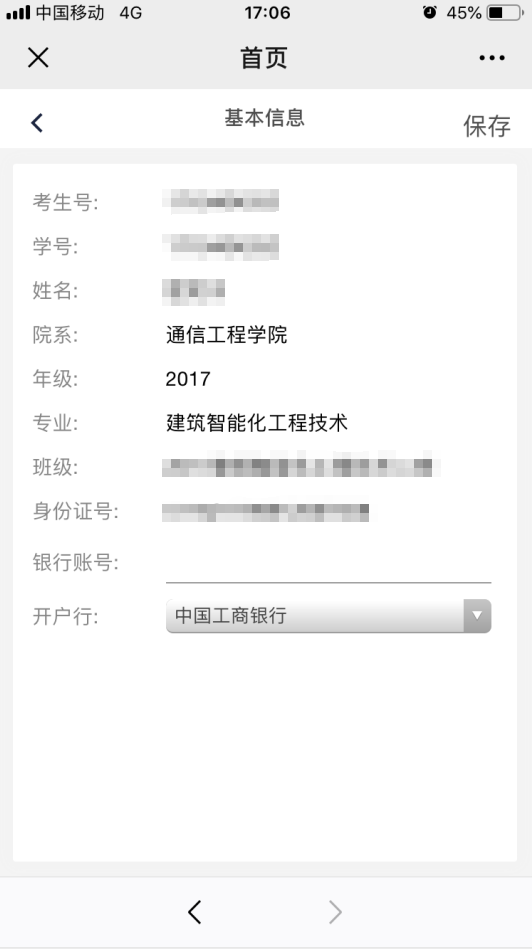 中国移动 4G 17:06 45%
首页
基本信息 保存
考生号:
学号:
姓名:
院系: 通信工程学院
年级: 2017
专业: 建筑智能化工程技术
班级:
身份证号:
银行账号:
开户行: 中国工商银行